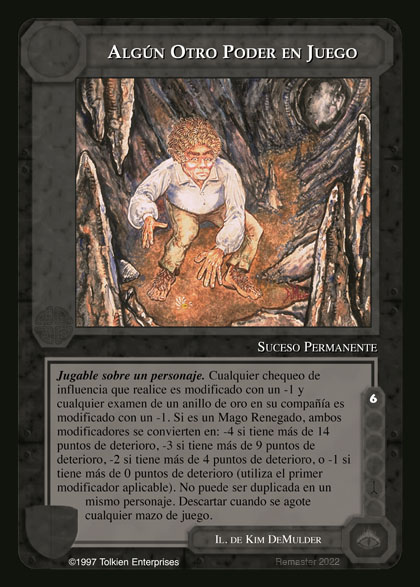 Algún Otro Poder en Juego
Suceso Permanente
Jugable sobre un personaje. Cualquier chequeo de
influencia que realice es modificado con un -1 y
cualquier examen de un anillo de oro en su compañía es
modificado con un -1. Si es un Mago Renegado, ambos
modificadores se convierten en: -4 si tiene más de 14
puntos de deterioro, -3 si tiene más de 9 puntos de
deterioro, -2 si tiene más de 4 puntos de deterioro, o -1 si
tiene más de 0 puntos de deterioro (utiliza el primer
modificador aplicable). No puede ser duplicada en un
mismo personaje. Descartar cuando se agote
cualquier mazo de juego.
6
Il. de Kim DeMulder
©1997 Tolkien Enterprises
Remaster 2022